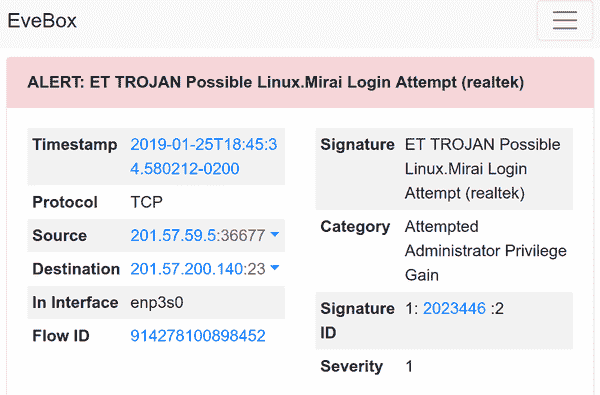 EveBox
ALERT: ET TROJAN Possible Linux.Mirai Login Attempt (realtek)
Timestamp 2019-01-25T18:45:3
4.580212-0200
Protocol TCP
Source 201.57.59.5:36677
Destination 201.57.200.140:23
In Interface enp3s0
Flow ID 914278100898452
Signature ET TROJAN Possible
Linux.Mirai Login
Attempt (realtek)
Category Attempted
Administrator Privilege
Gain
Signature 1: 2023446 :2
ID
Severity 1